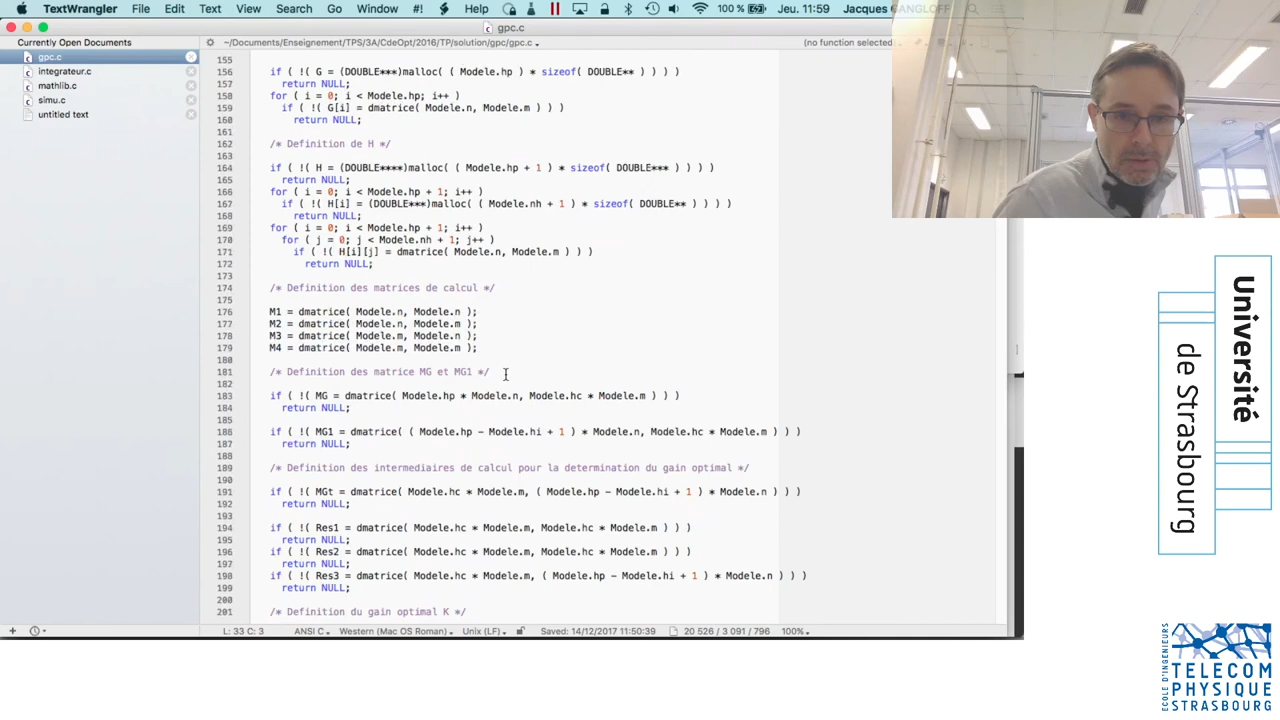 TextWrangler File Edit Text View Search Go Window #! Help 100 % Jeu. 11:59 Jacques GANGLOFF
gpc.c
Currently Open Documents
~/Documents/Enseignement/TPS/3A/CdeOpt/2016/TP/solution/gpc/gpc.c
(no function selected
gpc.c
integrateur.c
mathlib.c
simu.c
untitled text
155
156 if ( !( G = (DOUBLE***)malloc( ( Modele.hp ) * sizeof( DOUBLE** ) ) ) )
157 return NULL;
158 for ( i = 0; i < Modele.hp; i++ )
159 if ( !( G[i] = dmatrice( Modele.n, Modele.m ) ) )
160 return NULL;
161
162 /* Definition de H */
163
164 if ( !( H = (DOUBLE****)malloc( ( Modele.hp + 1 ) * sizeof( DOUBLE*** ) ) ) )
165 return NULL;
166 for ( i = 0; i < Modele.hp + 1; i++ )
167 if ( !( H[i] = (DOUBLE***)malloc( ( Modele.nh + 1 ) * sizeof( DOUBLE** ) ) ) )
168 return NULL;
169 for ( i = 0; i < Modele.hp + 1; i++ )
170 for ( j = 0; j < Modele.nh + 1; j++ )
171 if ( !( H[i][j] = dmatrice( Modele.n, Modele.m ) ) )
172 return NULL;
173
174 /* Definition des matrices de calcul */
175
176 M1 = dmatrice( Modele.n, Modele.n );
177 M2 = dmatrice( Modele.n, Modele.m );
178 M3 = dmatrice( Modele.m, Modele.n );
179 M4 = dmatrice( Modele.m, Modele.m );
180
181 /* Definition des matrice MG et MG1 */
182
183 if ( !( MG = dmatrice( Modele.hp * Modele.n, Modele.hc * Modele.m ) ) )
184 return NULL;
185
186 if ( !( MG1 = dmatrice( ( Modele.hp - Modele.hi + 1 ) * Modele.n, Modele.hc * Modele.m ) ) )
187 return NULL;
188
189 /* Definition des intermediaires de calcul pour la determination du gain optimal */
190
191 if ( !( MGt = dmatrice( Modele.hc * Modele.m, ( Modele.hp - Modele.hi + 1 ) * Modele.n ) ) )
192 return NULL;
193
194 if ( !( Res1 = dmatrice( Modele.hc * Modele.m, Modele.hc * Modele.m ) ) )
195 return NULL;
196 if ( !( Res2 = dmatrice( Modele.hc * Modele.m, Modele.hc * Modele.m ) ) )
197 return NULL;
198 if ( !( Res3 = dmatrice( Modele.hc * Modele.m, ( Modele.hp - Modele.hi + 1 ) * Modele.n ) ) )
199 return NULL;
200
201 /* Definition du gain optimal K */
L: 33 C: 3 ANSI C Western (Mac OS Roman) Unix (LF) Saved: 14/12/2017 11:50:39 20 526 / 3 091 / 796 100%
Université
de Strasbourg
ECOLE D'INGENIEURS
TELECOM
PHYSIQUE
STRASBOURG